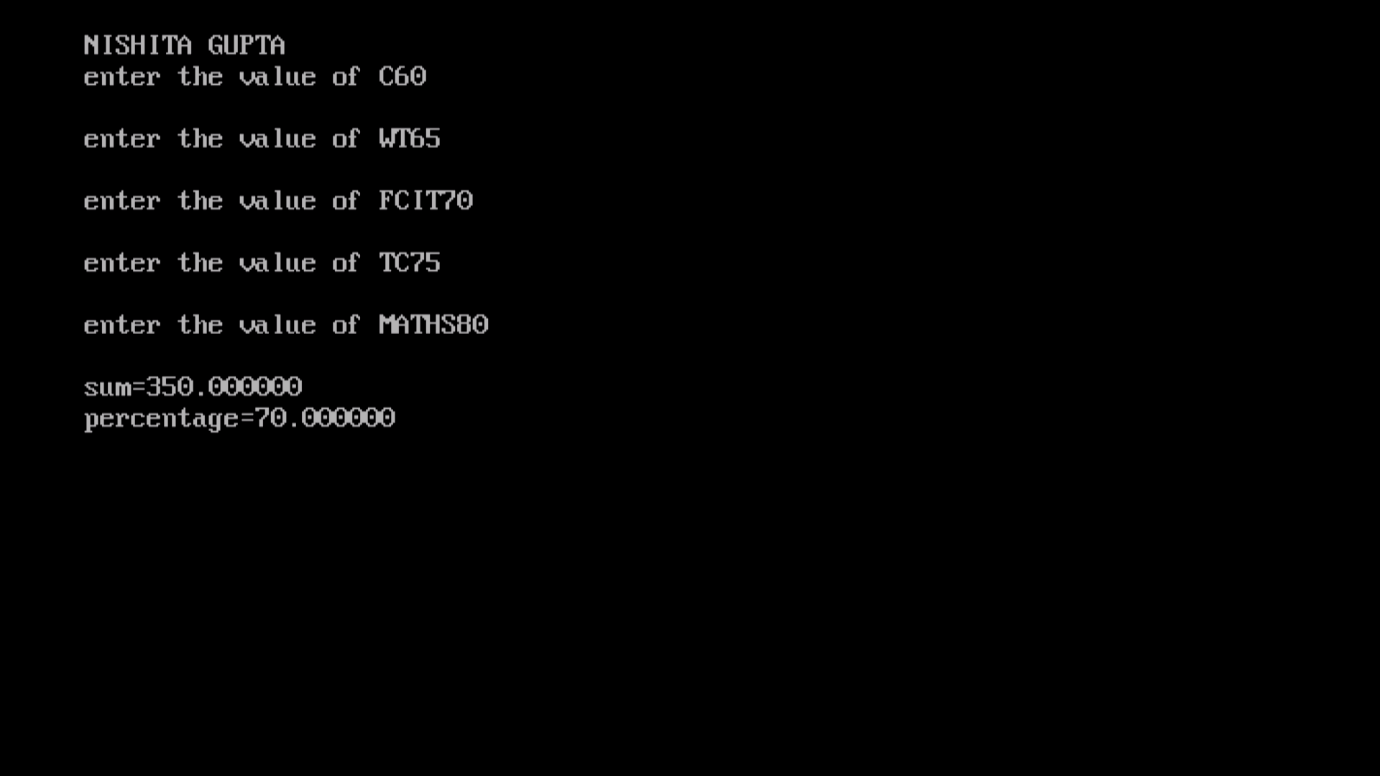 NISHITA GUPTA
enter the value of C60
enter the value of WT65
enter the value of FCIT70
enter the value of TC75
enter the value of MATHS80
sum=350.000000
percentage=70.000000